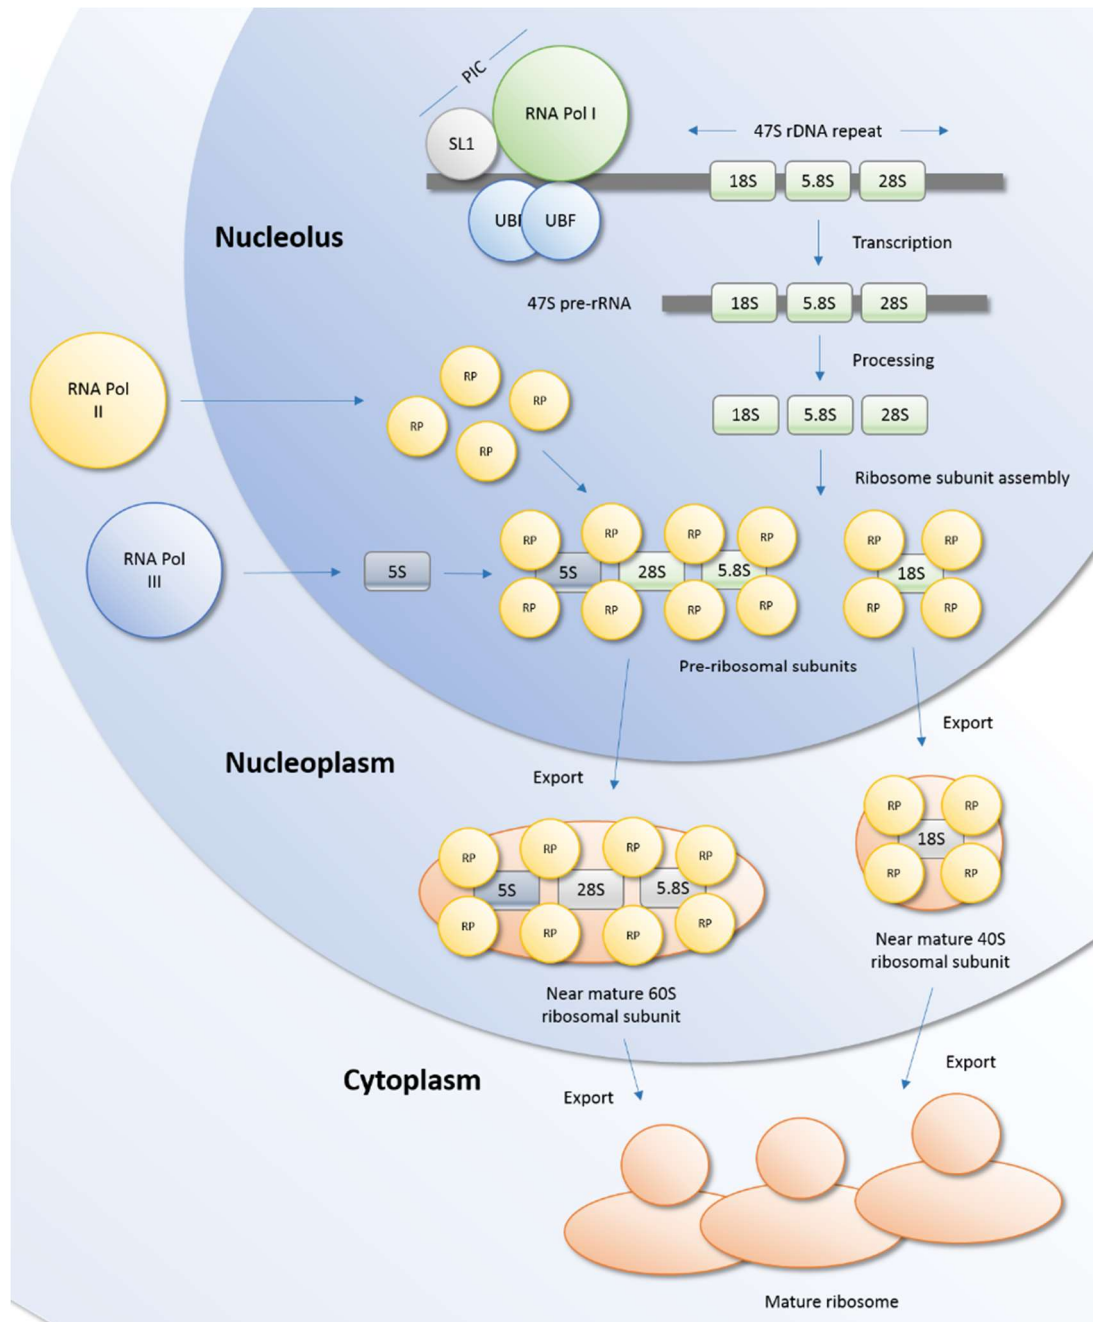 PIC
RNA Pol I
SL1
47S rDNA repeat
18S 5.8S 28S
UBF UBF
Nucleolus
Transcription
47S pre-rRNA
18S 5.8S 28S
Processing
RNA Pol
II
RP
RP
RP
RP
18S 5.8S 28S
Ribosome subunit assembly
RNA Pol
III
5S
RP RP RP RP
5S 28S 5.8S
RP RP RP RP
RP RP
18S
RP RP
Pre-ribosomal subunits
Export
Nucleoplasm
Export
RP RP
18S
RP RP
RP RP RP RP
5S 28S 5.8S
RP RP RP RP
Near mature 40S
ribosomal subunit
Near mature 60S
ribosomal subunit
Cytoplasm
Export
Export
Mature ribosome